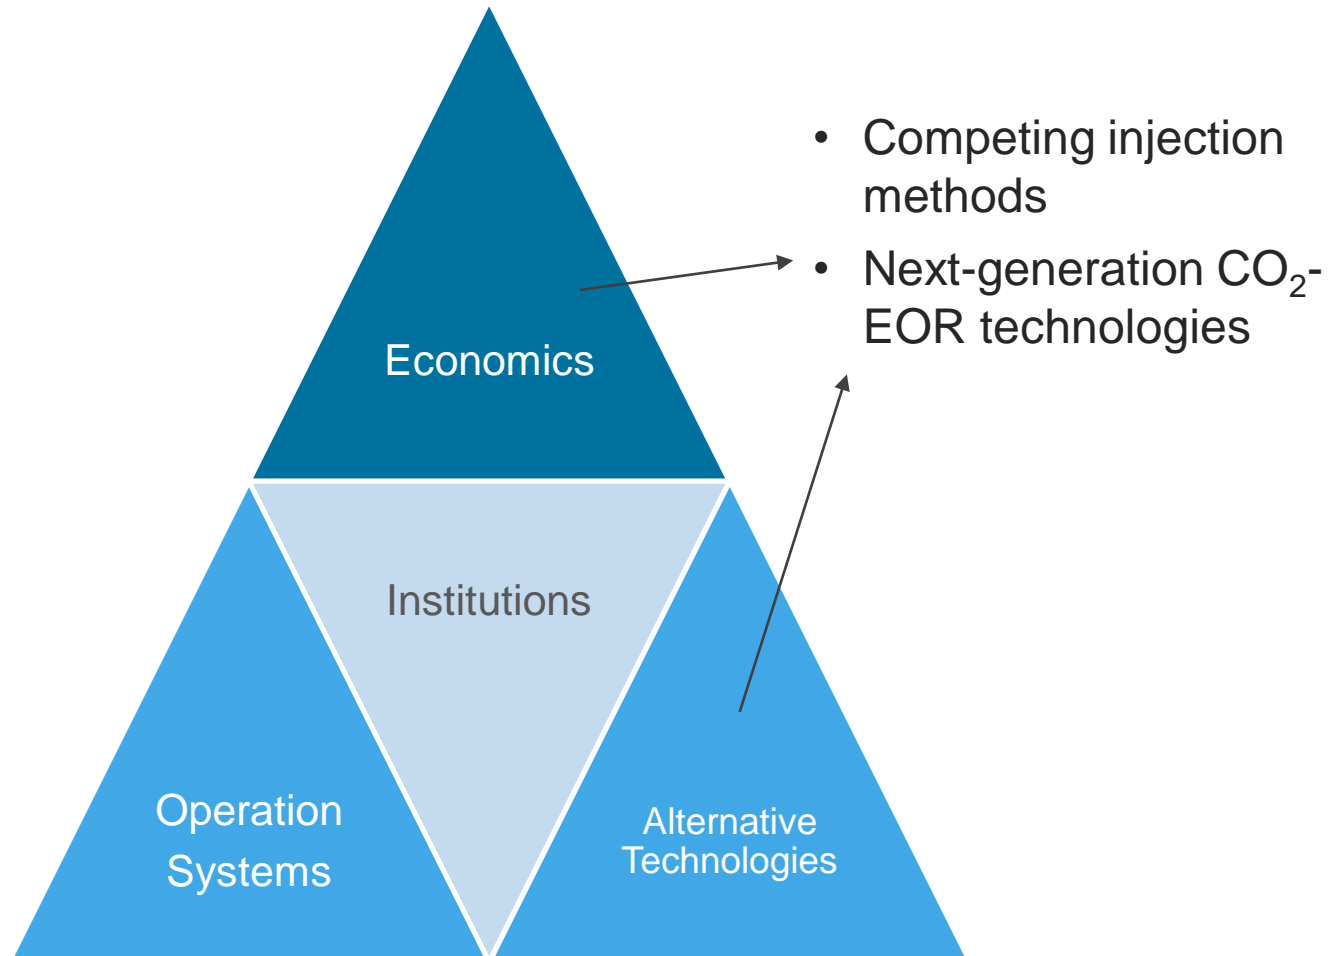 • Competing injection
methods
• Next-generation CO₂-
EOR technologies
Economics
Institutions
Operation
Systems
Alternative
Technologies